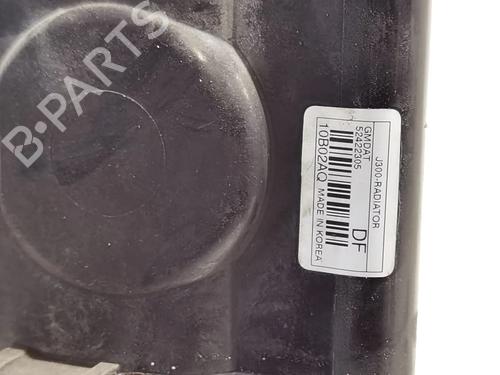 B-PARTS
J300-RADIATOR
GMDAT
52422305
DF
10B02AQ MADE IN KOREA